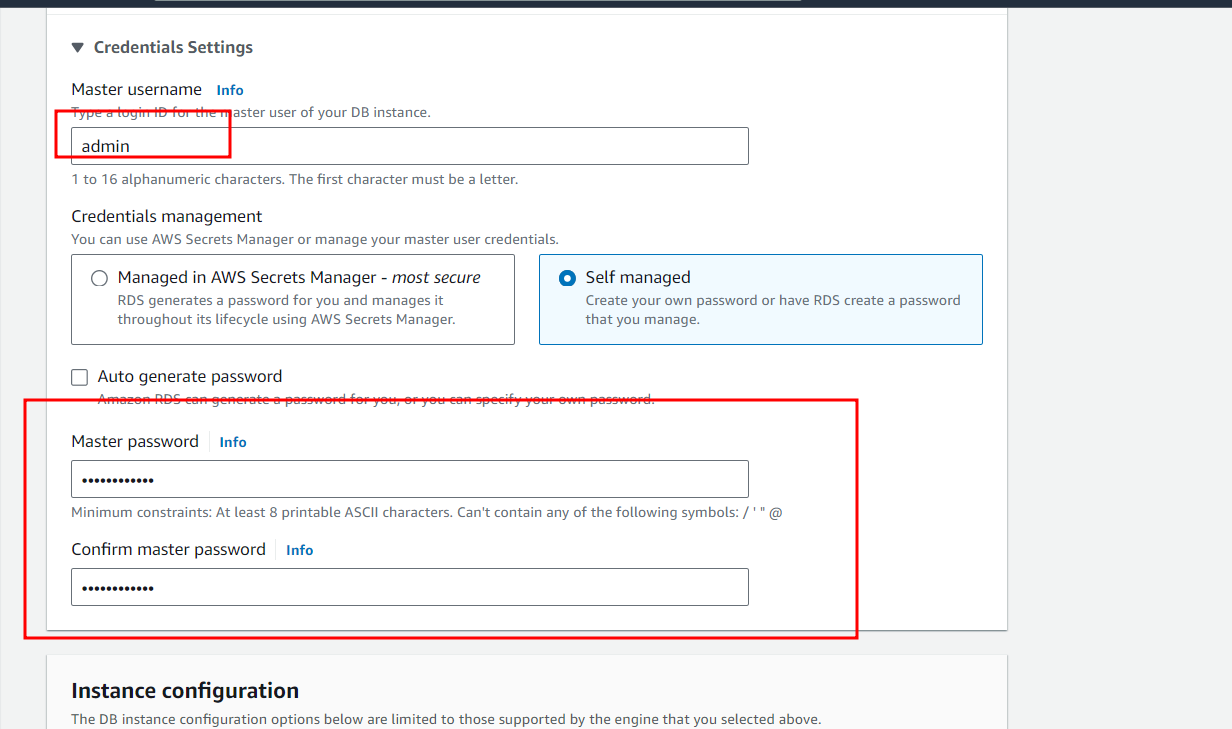 Credentials Settings
Master username Info
Type a login ID for the master user of your DB instance.
admin
1 to 16 alphanumeric characters. The first character must be a letter.
Credentials management
You can use AWS Secrets Manager or manage your master user credentials.
Managed in AWS Secrets Manager - most secure
RDS generates a password for you and manages it
throughout its lifecycle using AWS Secrets Manager.
Self managed
Create your own password or have RDS create a password
that you manage.
Auto generate password
Amazon RDS can generate a password for you, or you can specify your own password.
Master password Info
••••••••••••
Minimum constraints: At least 8 printable ASCII characters. Can't contain any of the following symbols: / ' " @
Confirm master password Info
••••••••••••
Instance configuration
The DB instance configuration options below are limited to those supported by the engine that you selected above.